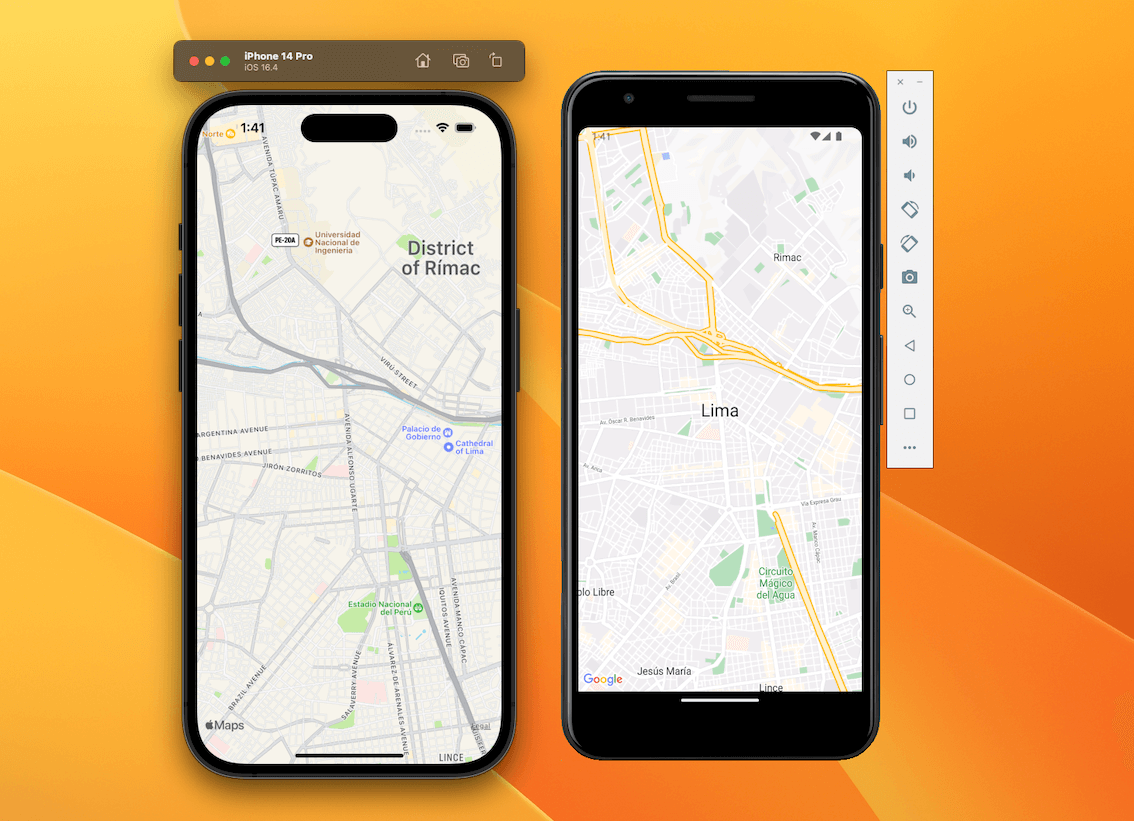 iPhone 14 Pro
iOS 16.4
1:41
Norte
AVENIDA TÚPAC AMARU
PE-20A
Universidad
Nacional de
Ingeniería
District
of Rímac
VIRÚ STREET
ARGENTINA AVENUE
BENAVIDES AVENUE
JIRÓN ZORRITOS
AVENIDA ALFONSO UGARTE
Palacio de
Gobierno
Cathedral
of Lima
Estadio Nacional
del Perú
AVENIDA MANCO CÁPAC
IQUITOS AVENUE
BRAZIL AVENUE
SALAVERRY AVENUE
ÁLVAREZ DE ARENALES AVENUE
Maps
Legal
LINCE
1:41
Rimac
Lima
Av. Óscar R. Benavides
Av. Arica
Vía Expresa Grau
Av. Manco Cápac
Av. Brasil
Circuito
Mágico
del Agua
blo Libre
Jesús María
Google
Lince